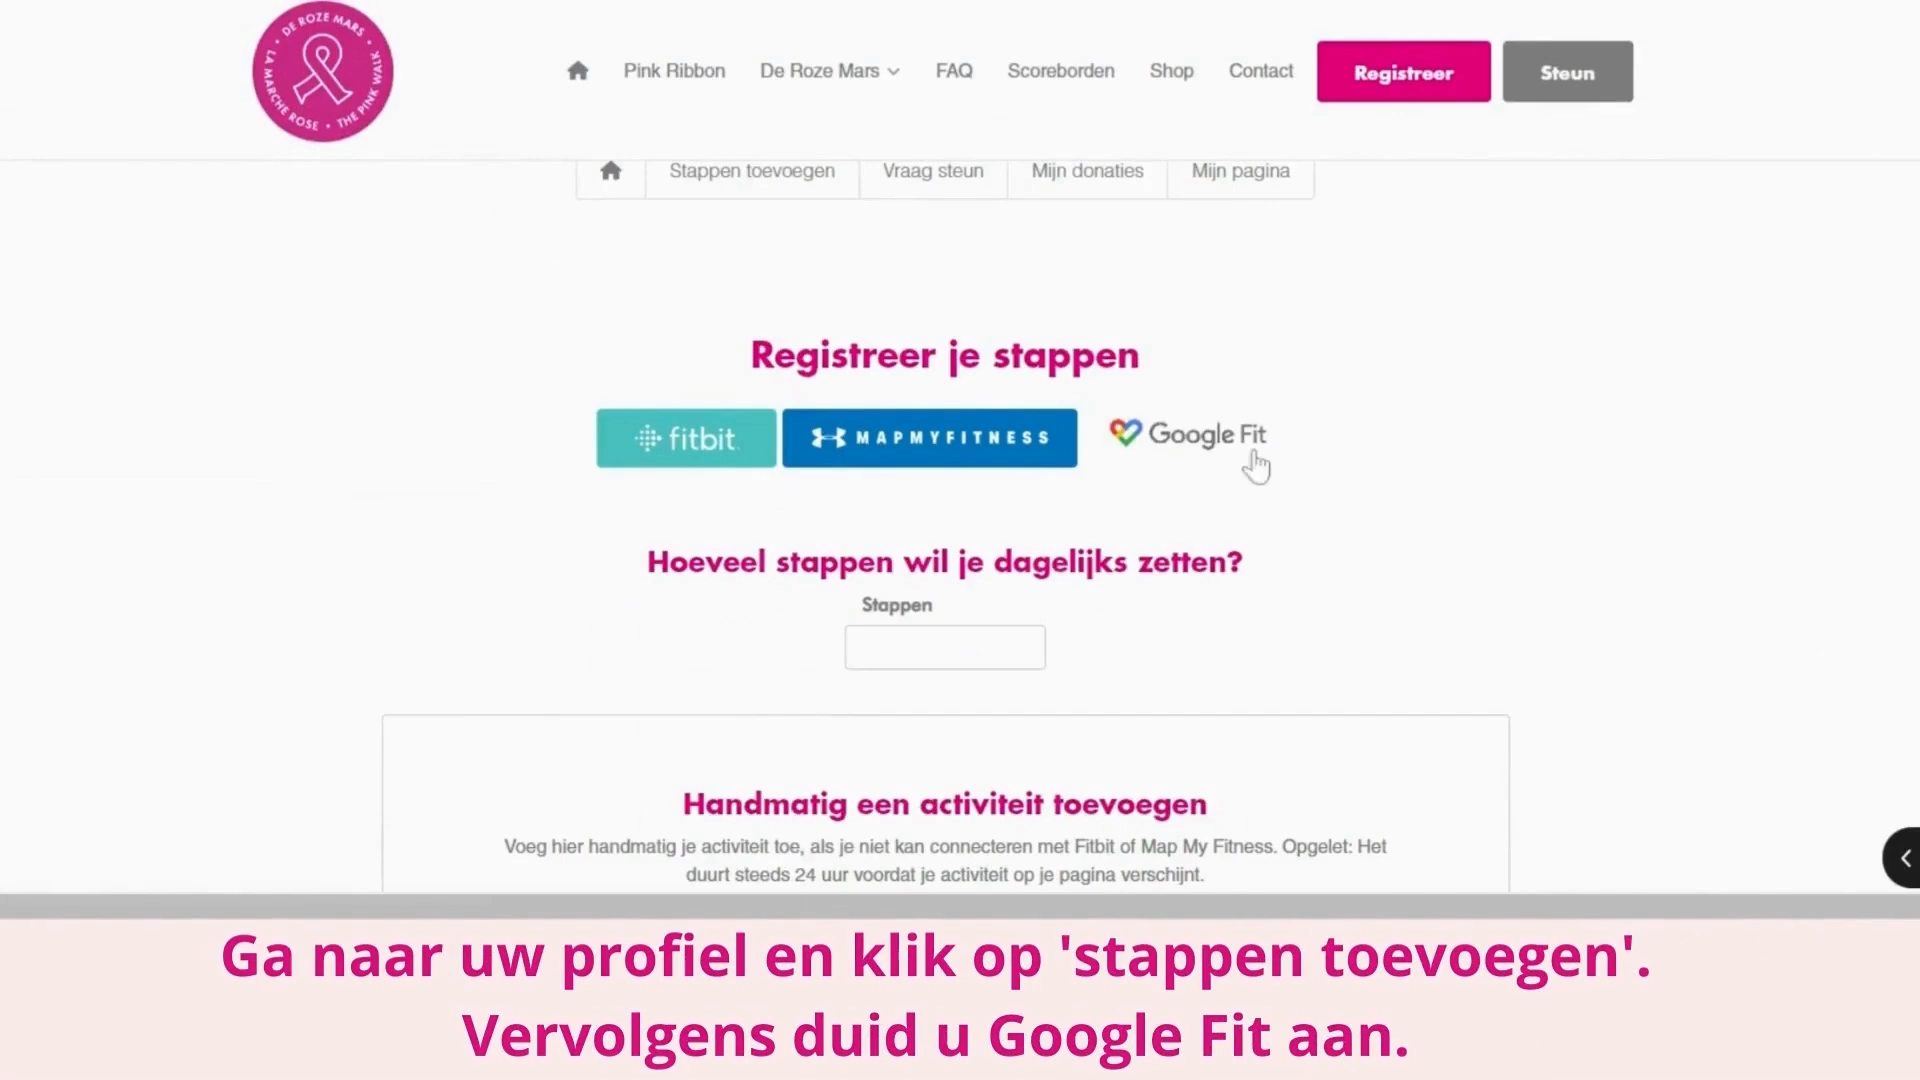 DE ROZE MARS • THE PINK WALK • LA MARCHE ROSE •
Pink Ribbon
De Roze Mars
FAQ
Scoreborden
Shop
Contact
Registreer
Steun
Stappen toevoegen
Vraag steun
Mijn donaties
Mijn pagina
Registreer je stappen
fitbit
MAPMYFITNESS
Google Fit
Hoeveel stappen wil je dagelijks zetten?
Stappen
Handmatig een activiteit toevoegen
Voeg hier handmatig je activiteit toe, als je niet kan connecteren met Fitbit of Map My Fitness. Opgelet: Het
duurt steeds 24 uur voordat je activiteit op je pagina verschijnt.
Ga naar uw profiel en klik op 'stappen toevoegen'.
Vervolgens duid u Google Fit aan.